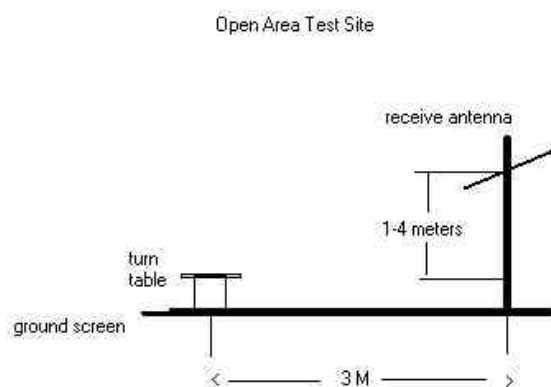 Open Area Test Site
receive antenna
1-4 meters
turn
table
ground screen
3 M